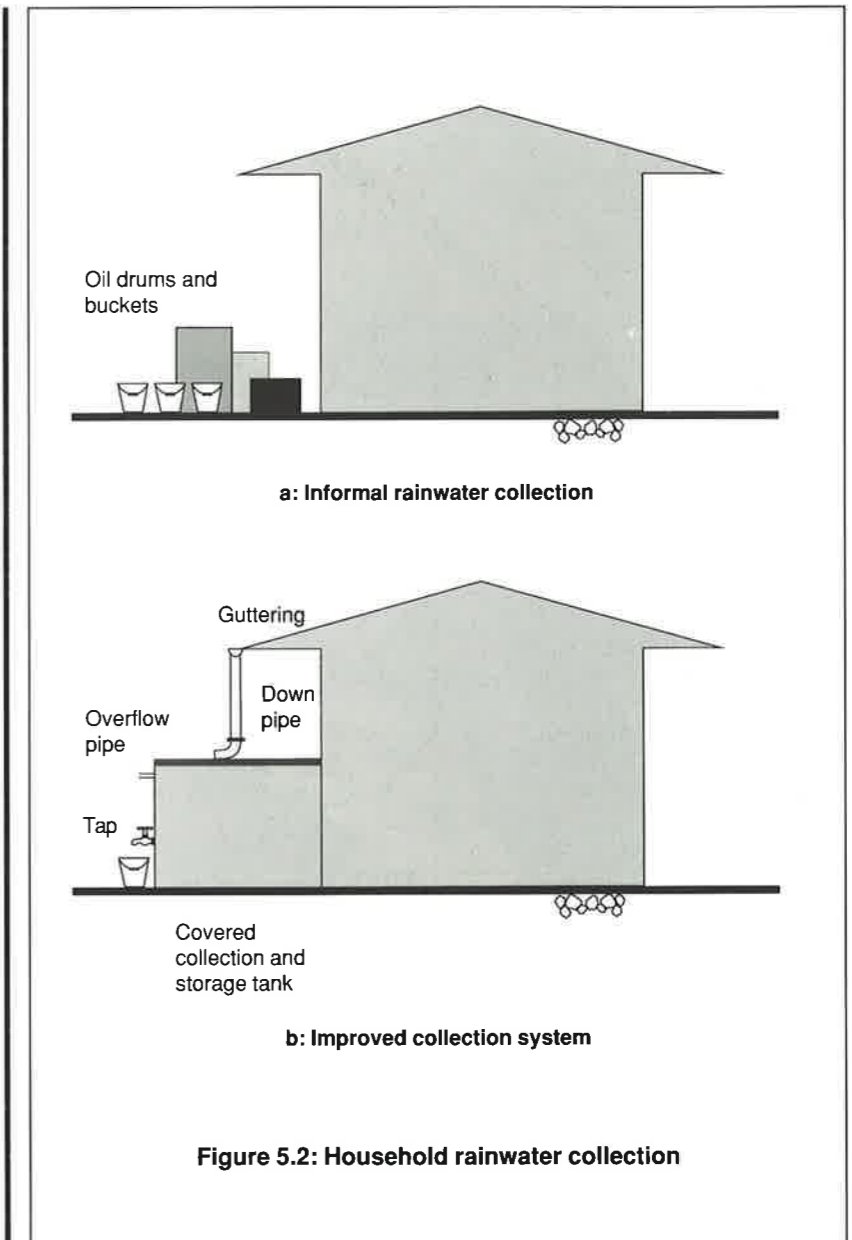 Oil drums and
buckets
a: Informal rainwater collection
Guttering
Down
pipe
Overflow
pipe
Tap
Covered
collection and
storage tank
b: Improved collection system
Figure 5.2: Household rainwater collection